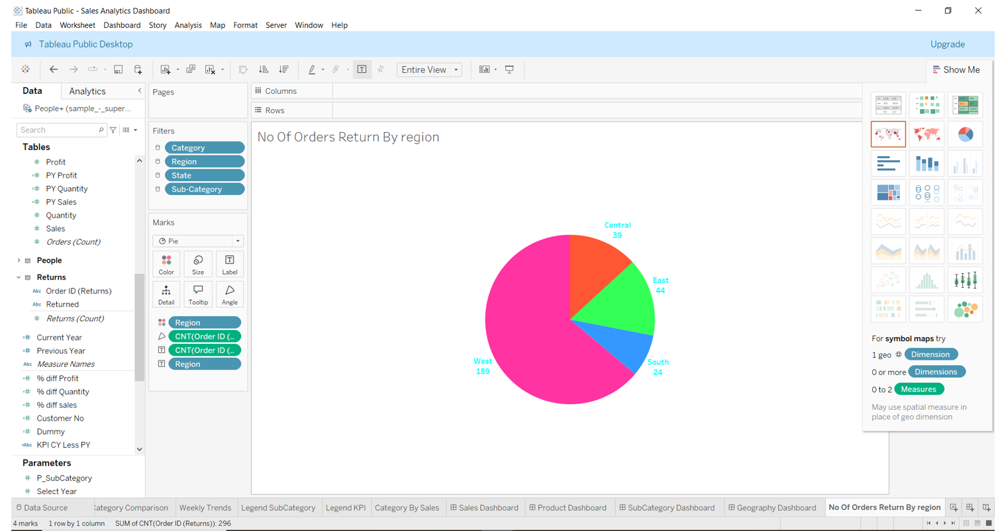 Tableau Public - Sales Analytics Dashboard
File Data Worksheet Dashboard Story Analysis Map Format Server Window Help
Tableau Public Desktop
Upgrade
Entire View
Show Me
Data
Analytics
People+ (sample_-_super...
Search
Tables
Profit
PY Profit
PY Quantity
PY Sales
Quantity
Sales
Orders (Count)
People
Returns
Abc Order ID (Returns)
Abc Returned
Returns (Count)
Current Year
Previous Year
Abc Measure Names
% diff Profit
% diff Quantity
% diff sales
Customer No
Dummy
=Abc KPI CY Less PY
Parameters
P_SubCategory
Select Year
Pages
Filters
Category
Region
State
Sub-Category
Marks
Pie
Color Size Label
Detail Tooltip Angle
Region
CNT(Order ID (..
CNT(Order ID (..
Region
Columns
Rows
No Of Orders Return By region
Central
39
East
44
South
24
West
189
For symbol maps try
1 geo Dimension
0 or more Dimensions
0 to 2 Measures
May use spatial measure in
place of geo dimension
Data Source
ategory Comparison
Weekly Trends
Legend SubCategory
Legend KPI
Category By Sales
Sales Dashboard
Product Dashboard
SubCategory Dashboard
Geography Dashboard
No Of Orders Return By region
4 marks 1 row by 1 column SUM of CNT(Order ID (Returns)): 296